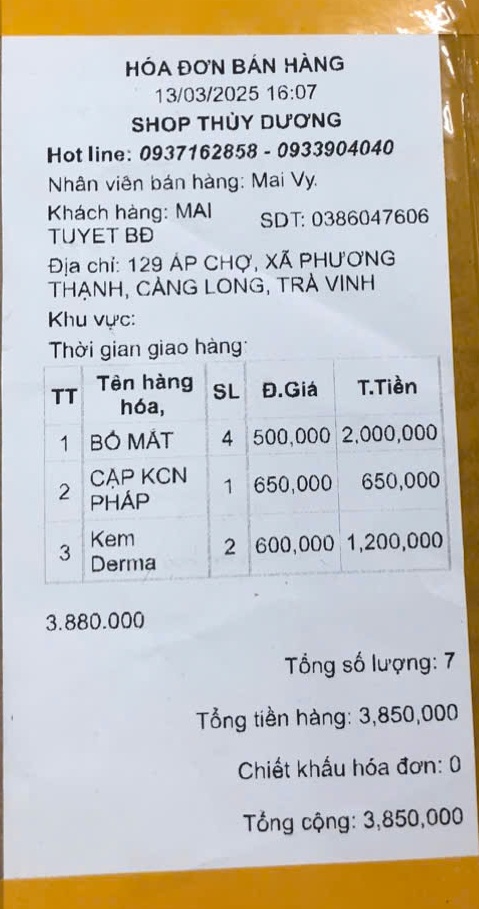 HÓA ĐƠN BÁN HÀNG
13/03/2025 16:07
SHOP THÙY DƯƠNG
Hot line: 0937162858 - 0933904040
Nhân viên bán hàng: Mai Vy.
Khách hàng: MAI TUYET BĐ
SDT: 0386047606
Địa chỉ: 129 ẤP CHỢ, XÃ PHƯƠNG
THẠNH, CÀNG LONG, TRÀ VINH
Khu vực:
Thời gian giao hàng:
TT Tên hàng hóa, SL Đ.Giá T.Tiền
1 BỔ MẮT 4 500,000 2,000,000
2 CẶP KCN PHÁP 1 650,000 650,000
3 Kem Derma 2 600,000 1,200,000
3.880.000
Tổng số lượng: 7
Tổng tiền hàng: 3,850,000
Chiết khấu hóa đơn: 0
Tổng cộng: 3,850,000